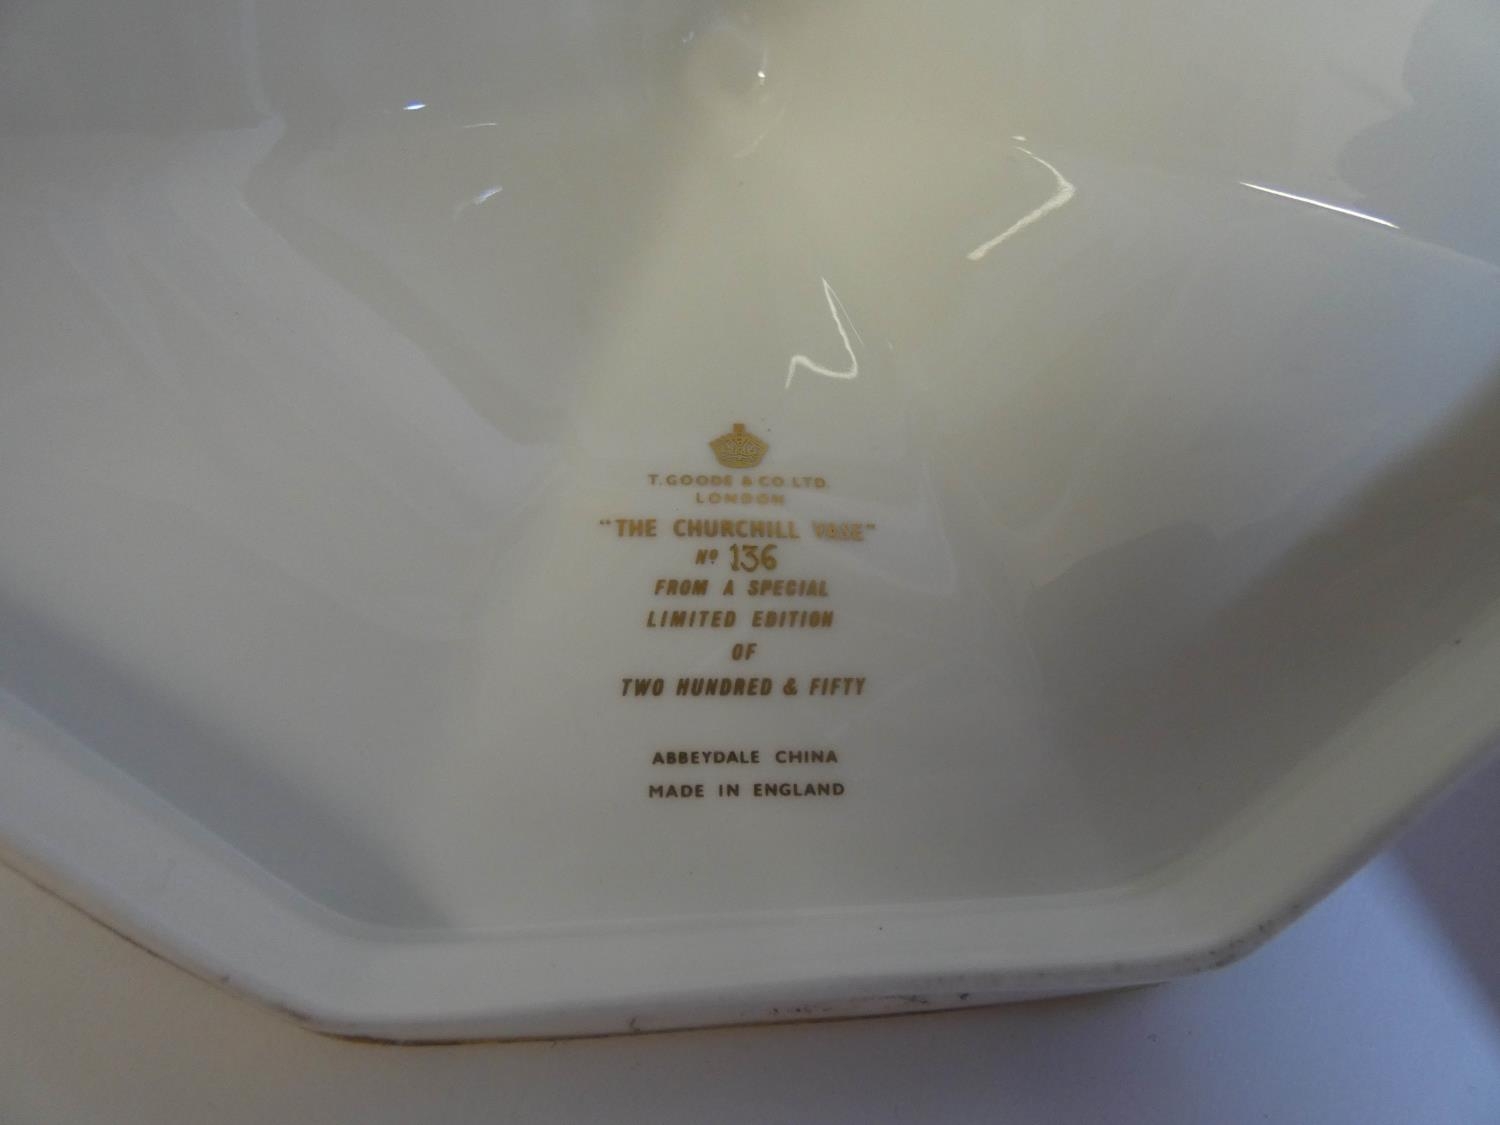 T. GOODE & CO. LTD.
LONDON
"THE CHURCHILL VASE"
Nº 136
FROM A SPECIAL
LIMITED EDITION
OF
TWO HUNDRED & FIFTY
ABBEYDALE CHINA
MADE IN ENGLAND